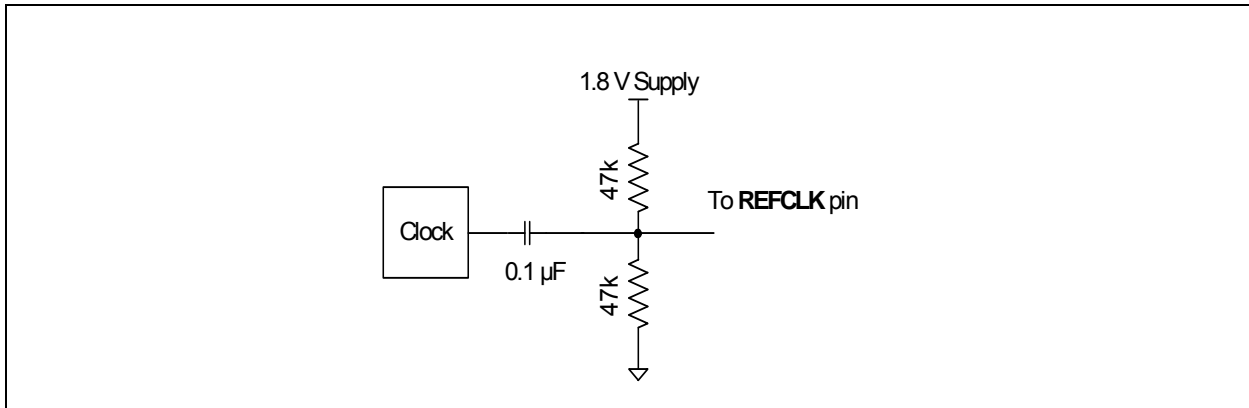 1.8 V Supply
47k
To REFCLK pin
Clock
0.1 µF
47k